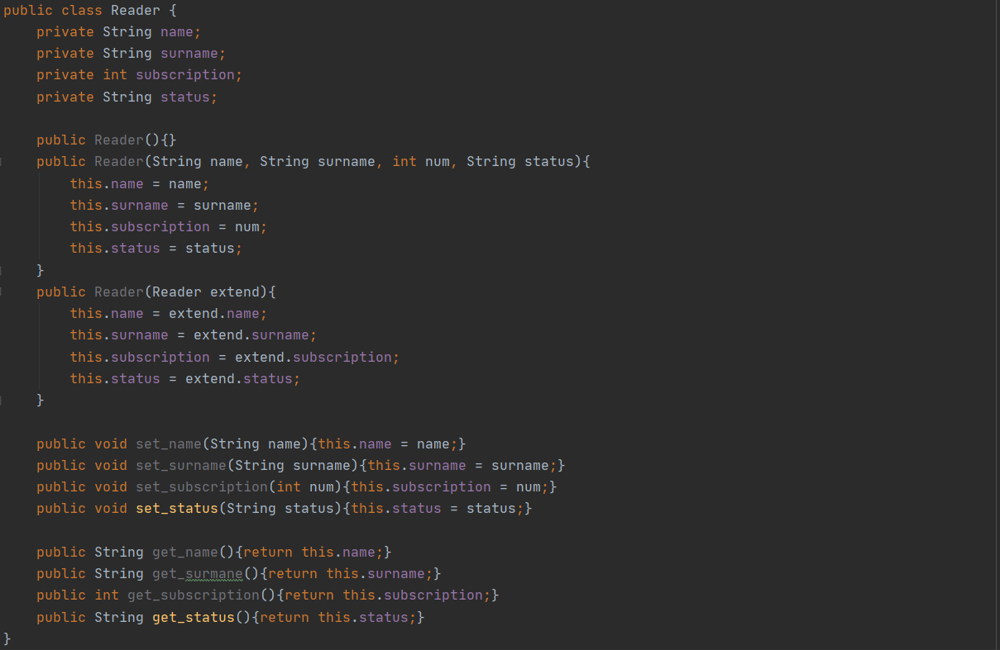 public class Reader {
    private String name;
    private String surname;
    private int subscription;
    private String status;

    public Reader(){}
    public Reader(String name, String surname, int num, String status){
        this.name = name;
        this.surname = surname;
        this.subscription = num;
        this.status = status;
    }
    public Reader(Reader extend){
        this.name = extend.name;
        this.surname = extend.surname;
        this.subscription = extend.subscription;
        this.status = extend.status;
    }

    public void set_name(String name){this.name = name;}
    public void set_surname(String surname){this.surname = surname;}
    public void set_subscription(int num){this.subscription = num;}
    public void set_status(String status){this.status = status;}

    public String get_name(){return this.name;}
    public String get_surmane(){return this.surname;}
    public int get_subscription(){return this.subscription;}
    public String get_status(){return this.status;}
}